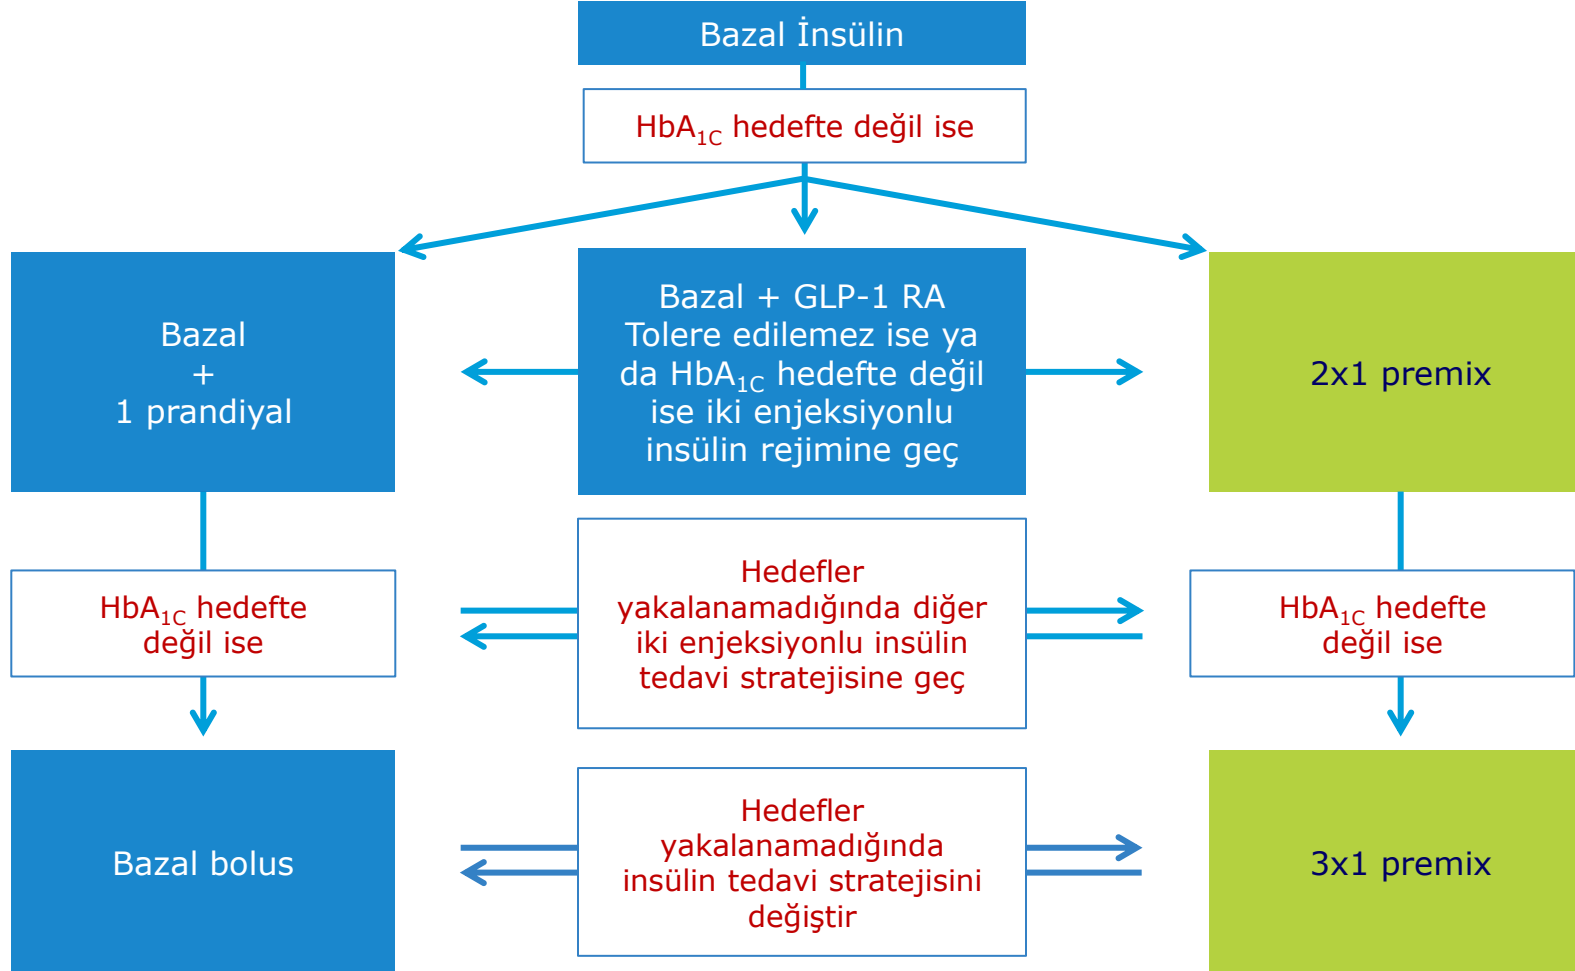 Bazal İnsülin
HbA1C hedefte değil ise
Bazal
+
1 prandiyal
Bazal + GLP-1 RA
Tolere edilemez ise ya
da HbA1C hedefte değil
ise iki enjeksiyonlu
insülin rejimine geç
2x1 premix
HbA1C hedefte
değil ise
Hedefler
yakalanamadığında diğer
iki enjeksiyonlu insülin
tedavi stratejisine geç
HbA1C hedefte
değil ise
Bazal bolus
Hedefler
yakalanamadığında
insülin tedavi stratejisini
değiştir
3x1 premix